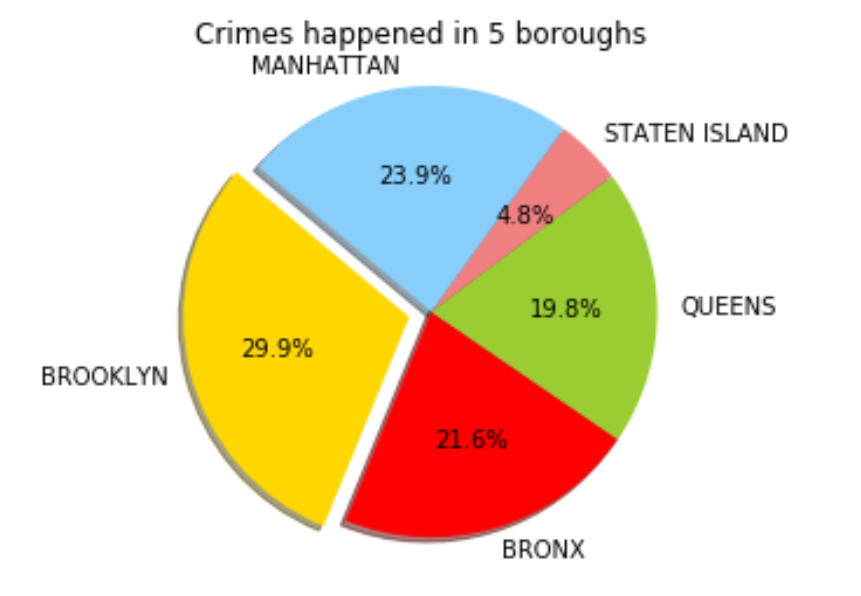 Crimes happened in 5 boroughs
MANHATTAN
STATEN ISLAND
23.9%
4.8%
QUEENS
19.8%
29.9%
BROOKLYN
21.6%
BRONX